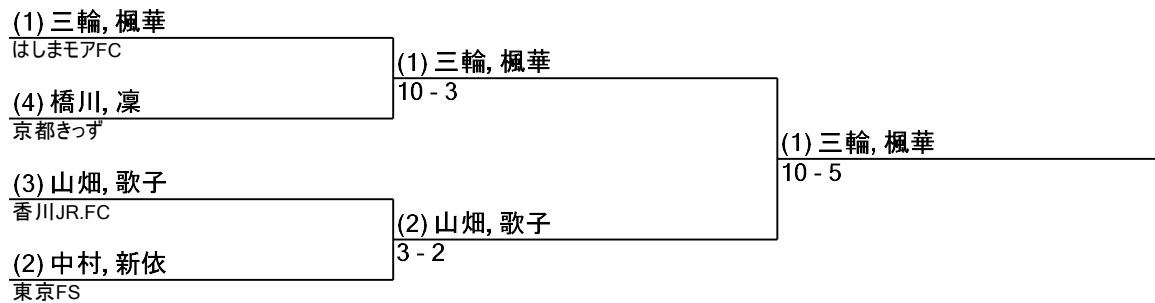 (1) 三輪, 楓華
はしまモアFC
(1) 三輪, 楓華
10 - 3
(4) 橋川, 凜
京都きっず
(1) 三輪, 楓華
10 - 5
(3) 山畑, 歌子
香川JR.FC
(2) 山畑, 歌子
3 - 2
(2) 中村, 新依
東京FS